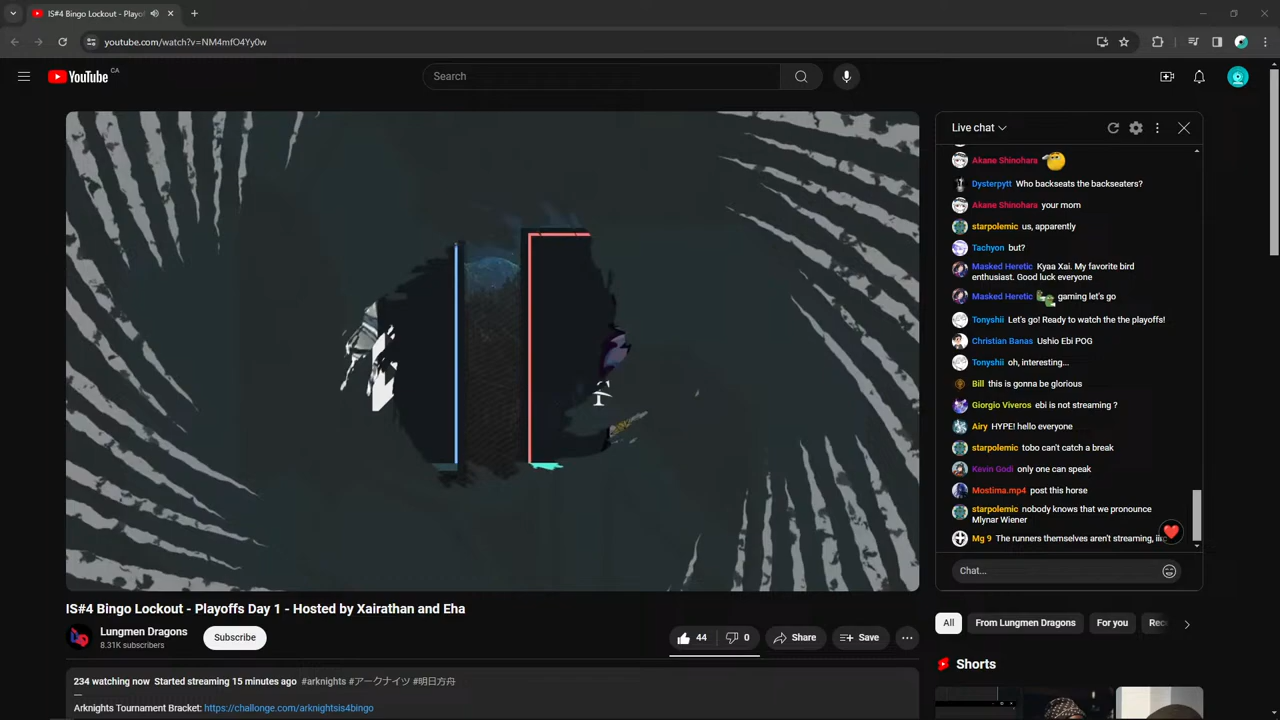 IS#4 Bingo Lockout - Playof
youtube.com/watch?v=NM4mfO4Yy0w
YouTube CA
Search
Live chat
Akane Shinohara
Dysterpytt Who backseats the backseaters?
Akane Shinohara your mom
starpolemic us, apparently
Tachyon but?
Masked Heretic Kyaa Xai. My favorite bird
enthusiast. Good luck everyone
Masked Heretic gaming let's go
Tonyshii Let's go! Ready to watch the the playoffs!
Christian Banas Ushio Ebi POG
Tonyshii oh, interesting...
Bill this is gonna be glorious
Giorgio Viveros ebi is not streaming ?
Airy HYPE! hello everyone
starpolemic tobo can't catch a break
Kevin Godi only one can speak
Mostima.mp4 post this horse
starpolemic nobody knows that we pronounce
Mlynar Wiener
Mg 9 The runners themselves aren't streaming,
Chat...
IS#4 Bingo Lockout - Playoffs Day 1 - Hosted by Xairathan and Eha
Lungmen Dragons
8.31K subscribers
Subscribe
44
0
Share
Save
All
From Lungmen Dragons
For you
Rec
Shorts
234 watching now Started streaming 15 minutes ago #arknights #アークナイツ #明日方舟
—
Arknights Tournament Bracket: https://challonge.com/arknightsis4bingo